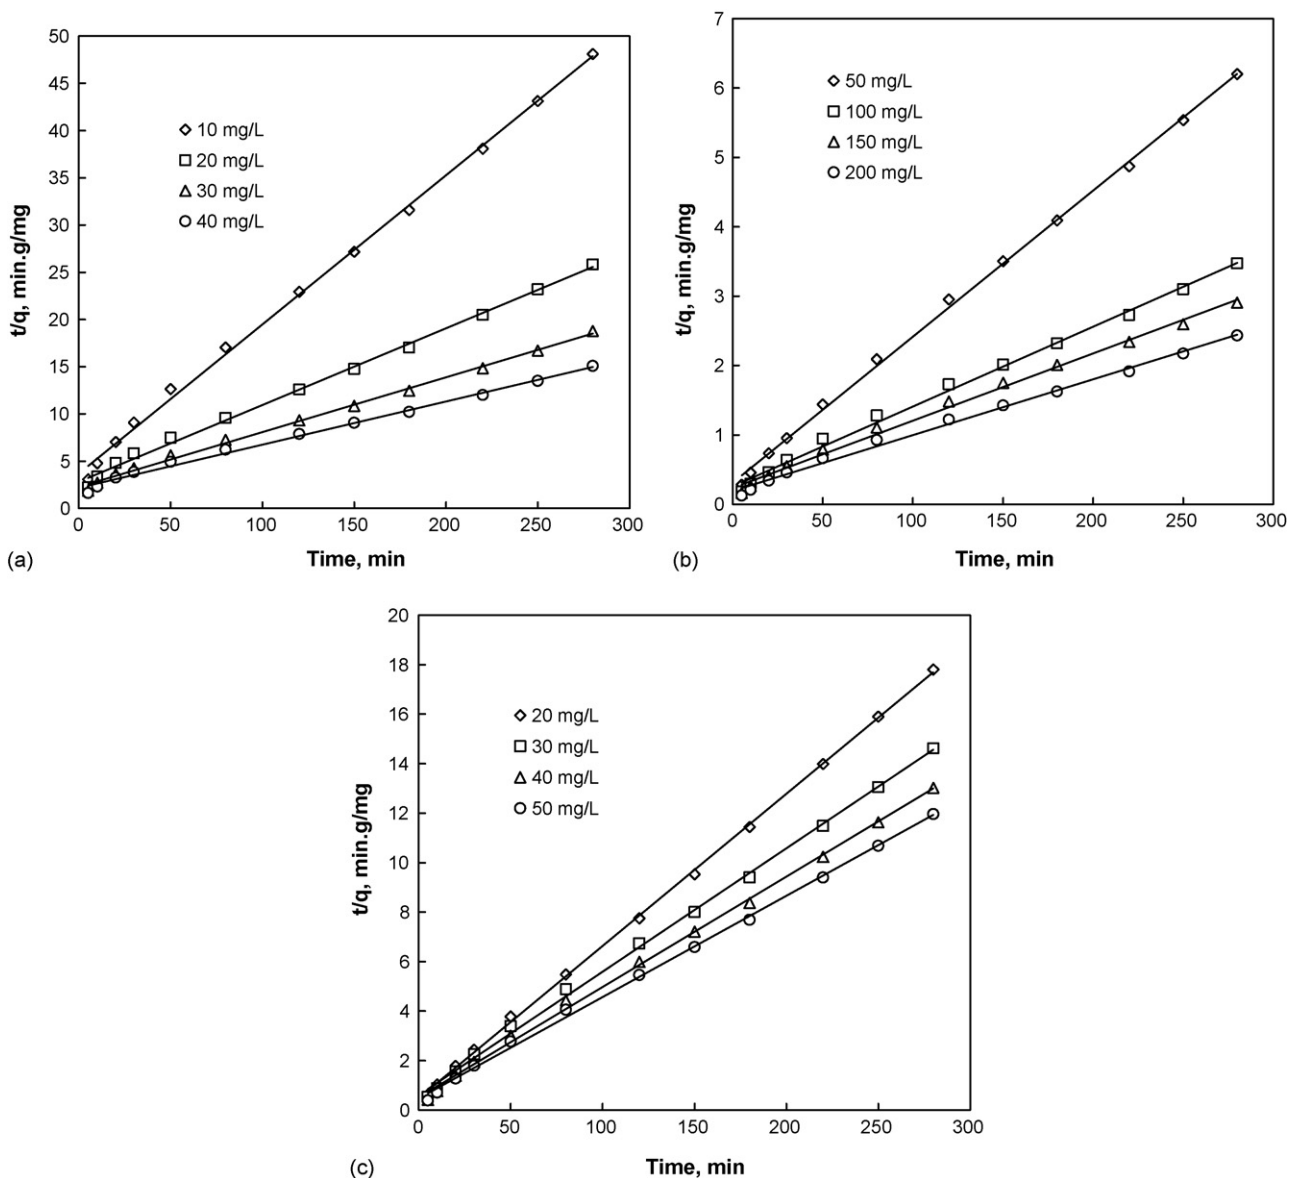 50
45
40
35
30
25
20
15
10
5
0
t/q, min.g/mg
10 mg/L
20 mg/L
30 mg/L
40 mg/L
0 50 100 150 200 250 300
Time, min
(a)
7
6
5
4
3
2
1
0
t/q, min.g/mg
50 mg/L
100 mg/L
150 mg/L
200 mg/L
0 50 100 150 200 250 300
Time, min
(b)
20
18
16
14
12
10
8
6
4
2
0
t/q, min.g/mg
20 mg/L
30 mg/L
40 mg/L
50 mg/L
0 50 100 150 200 250 300
Time, min
(c)